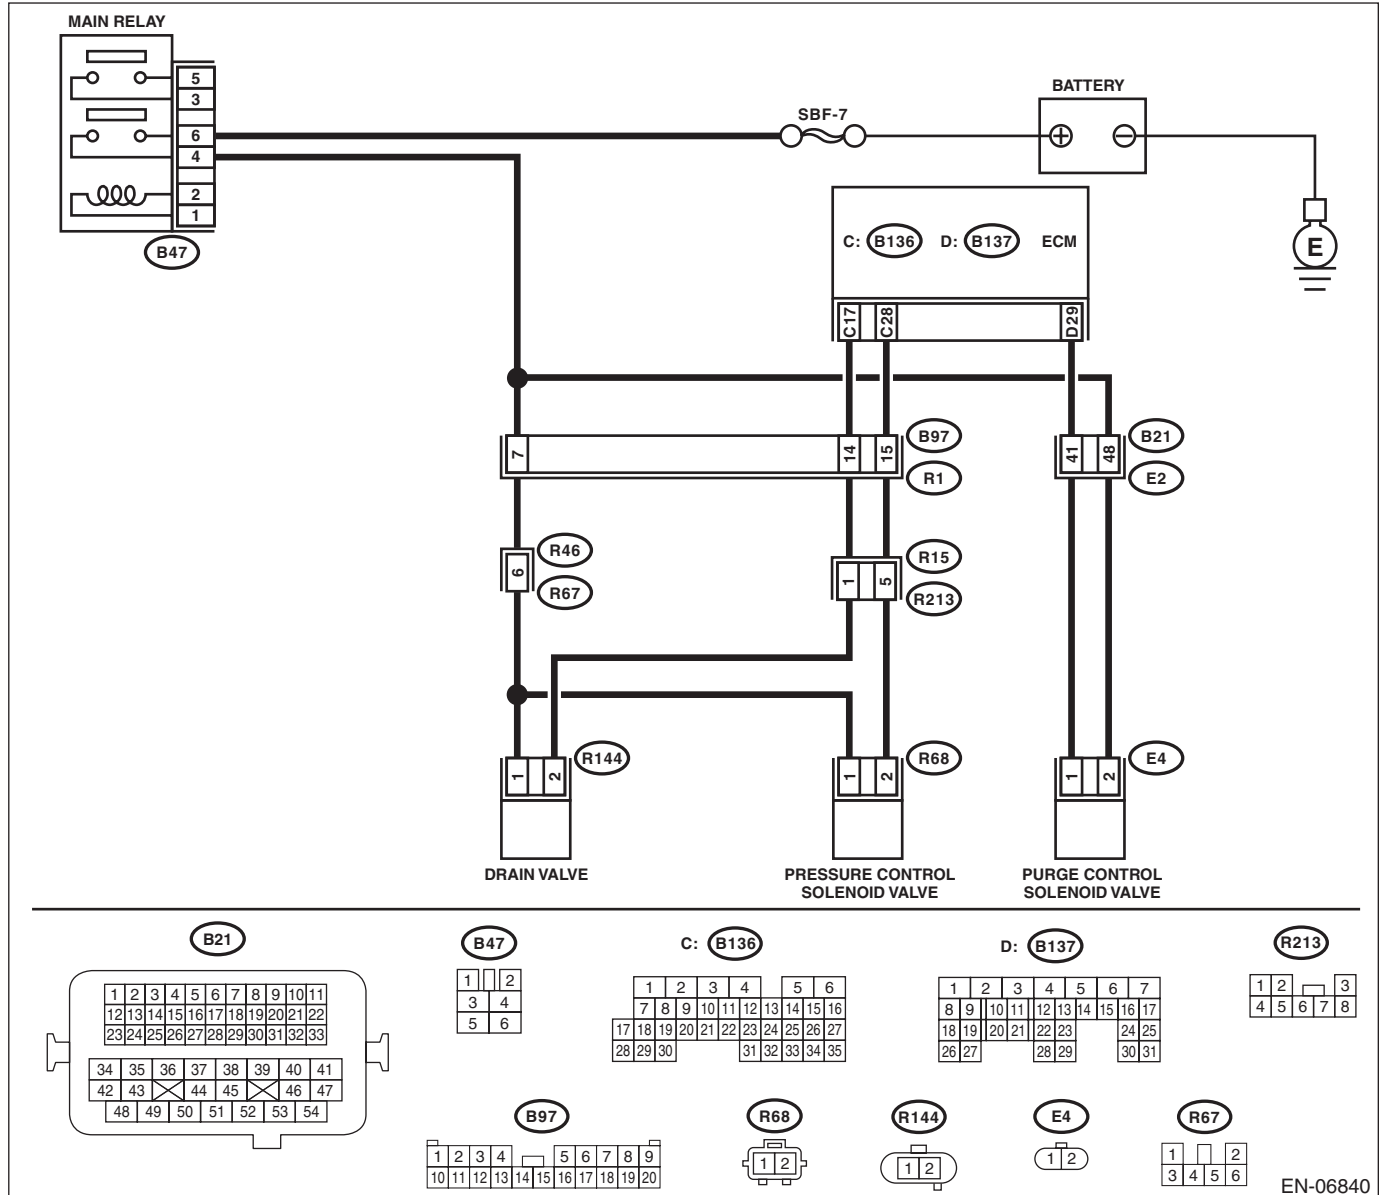 MAIN RELAY
5
3
6
4
2
1
B47
SBF-7
BATTERY
E
C: B136 D: B137 ECM
C17 C28 D29
7 14 15 B97
R1
41 48 B21
E2
6 R46
R67
1 5 R15
R213
1 2 R144
1 2 R68
1 2 E4
DRAIN VALVE
PRESSURE CONTROL
SOLENOID VALVE
PURGE CONTROL
SOLENOID VALVE
B21
1 2 3 4 5 6 7 8 9 10 11
12 13 14 15 16 17 18 19 20 21 22
23 24 25 26 27 28 29 30 31 32 33
34 35 36 37 38 39 40 41
42 43 44 45 46 47
48 49 50 51 52 53 54
B47
1 2
3 4
5 6
C: B136
1 2 3 4 5 6
7 8 9 10 11 12 13 14 15 16
17 18 19 20 21 22 23 24 25 26 27
28 29 30 31 32 33 34 35
D: B137
1 2 3 4 5 6 7
8 9 10 11 12 13 14 15 16 17
18 19 20 21 22 23 24 25
26 27 28 29 30 31
R213
1 2 3
4 5 6 7 8
B97
1 2 3 4 5 6 7 8 9
10 11 12 13 14 15 16 17 18 19 20
R68
1 2
R144
1 2
E4
1 2
R67
1 2
3 4 5 6
EN-06840